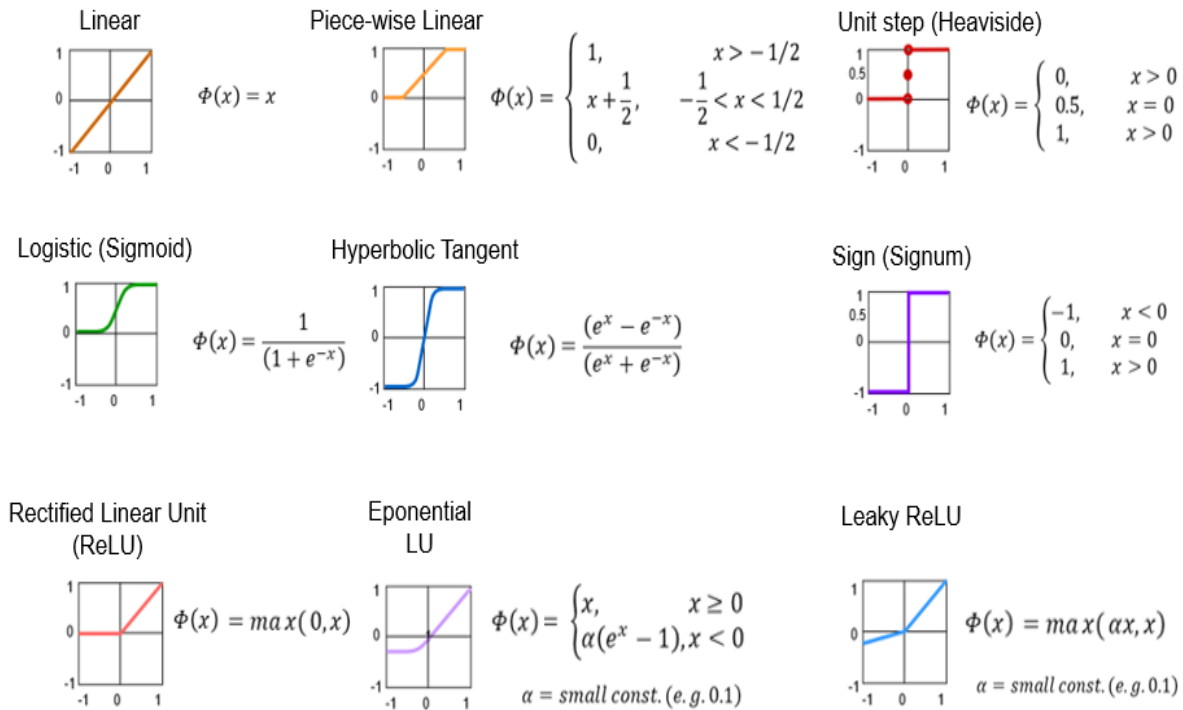 Linear
1
0
-1
-1 0 1
Φ(x) = x
Piece-wise Linear
1
0
-1
-1 0 1
Φ(x) = { 1, x > − 1/2
x + 1/2, − 1/2 < x < 1/2
0, x < − 1/2
Unit step (Heaviside)
1
0.5
0
-1
-1 0 1
Φ(x) = { 0, x > 0
0.5, x = 0
1, x > 0
Logistic (Sigmoid)
1
0
-1
-1 0 1
Φ(x) = 1 / (1 + e^−x)
Hyperbolic Tangent
1
0
-1
-1 0 1
Φ(x) = (e^x − e^−x) / (e^x + e^−x)
Sign (Signum)
1
0.5
0
-1
-1 0 1
Φ(x) = { −1, x < 0
0, x = 0
1, x > 0
Rectified Linear Unit
(ReLU)
1
0
-1
-1 0 1
Φ(x) = max(0,x)
Eponential
LU
1
0
-1
-1 0 1
Φ(x) = { x, x ≥ 0
α(e^x − 1), x < 0
α = small const. (e. g. 0.1)
Leaky ReLU
1
0
-1
-1 0 1
Φ(x) = max(αx, x)
α = small const. (e. g. 0.1)